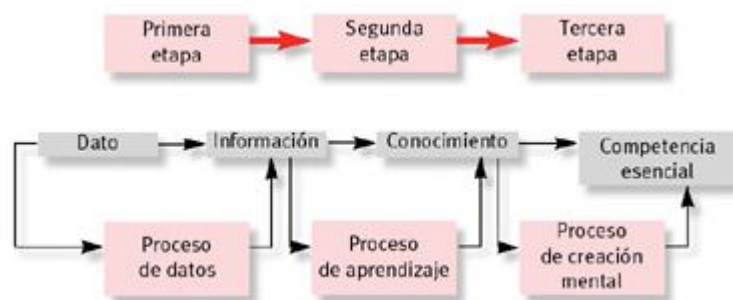 Primera
etapa
Segunda
etapa
Tercera
etapa
Dato
Información
Conocimiento
Competencia
esencial
Proceso
de datos
Proceso
de aprendizaje
Proceso
de creación
mental